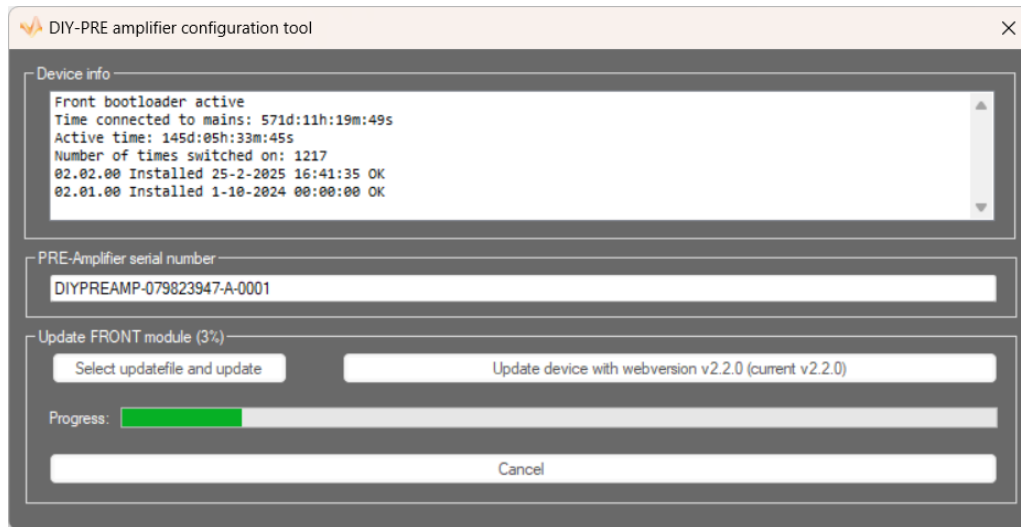 DIY-PRE amplifier configuration tool
Device info
Front bootloader active
Time connected to mains: 571d:11h:19m:49s
Active time: 145d:05h:33m:45s
Number of times switched on: 1217
02.02.00 Installed 25-2-2025 16:41:35 OK
02.01.00 Installed 1-10-2024 00:00:00 OK
PRE-Amplifier serial number
DIYPREAMP-079823947-A-0001
Update FRONT module (3%)
Select updatefile and update
Update device with webversion v2.2.0 (current v2.2.0)
Progress:
Cancel